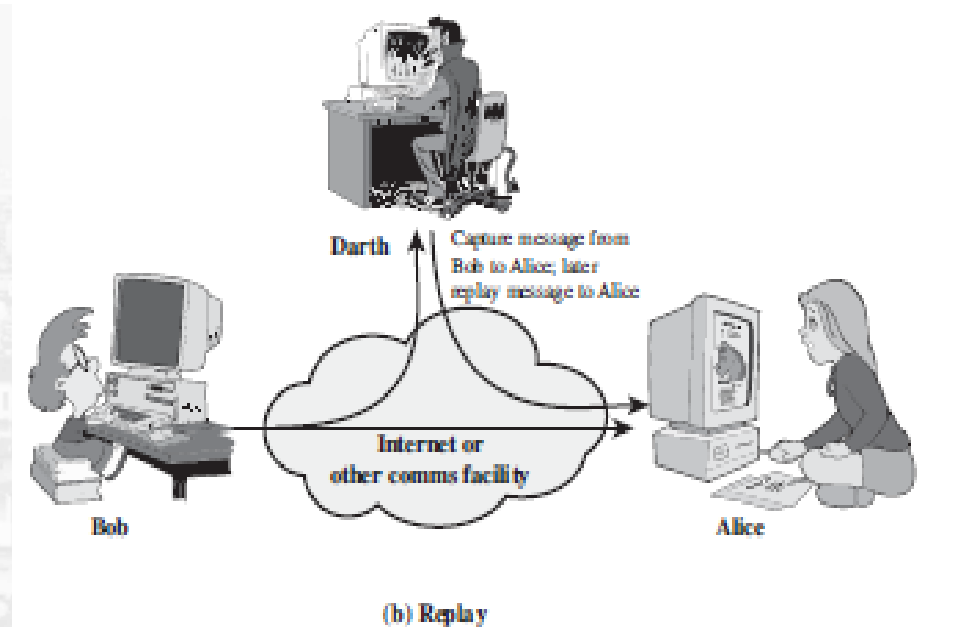 Darth
Capture message from
Bob to Alice; later
replay message to Alice
Internet or
other comms facility
Bob
Alice
(b) Replay